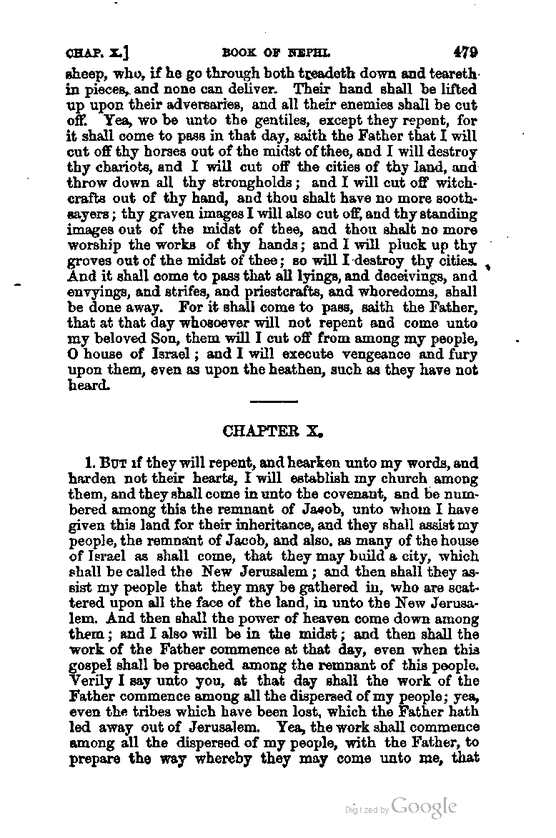 CHAP. X.] BOOK OF NEPHI. 479
sheep, who, if he go through both treadeth down and teareth
in pieces, and none can deliver. Their hand shall be lifted
up upon their adversaries, and all their enemies shall be cut
off. Yea, wo be unto the gentiles, except they repent, for
it shall come to pass in that day, saith the Father that I will
cut off thy horses out of the midst of thee, and I will destroy
thy chariots, and I will cut off the cities of thy land, and
throw down all thy strongholds; and I will cut off witch-
crafts out of thy hand, and thou shalt have no more sooth-
sayers; thy graven images I will also cut off, and thy standing
images out of the midst of thee, and thou shalt no more
worship the works of thy hands; and I will pluck up thy
groves out of the midst of thee; so will I destroy thy cities.
And it shall come to pass that all lyings, and deceivings, and
envyings, and strifes, and priestcrafts, and whoredoms, shall
be done away. For it shall come to pass, saith the Father,
that at that day whosoever will not repent and come unto
my beloved Son, them will I cut off from among my people,
O house of Israel; and I will execute vengeance and fury
upon them, even as upon the heathen, such as they have not
heard.
CHAPTER X.
1. BUT if they will repent, and hearken unto my words, and
harden not their hearts, I will establish my church among
them, and they shall come in unto the covenant, and be num-
bered among this the remnant of Jacob, unto whom I have
given this land for their inheritance, and they shall assist my
people, the remnant of Jacob, and also. as many of the house
of Israel as shall come, that they may build a city, which
shall be called the New Jerusalem; and then shall they as-
sist my people that they may be gathered in, who are scat-
tered upon all the face of the land, in unto the New Jerusa-
lem. And then shall the power of heaven come down among
them; and I also will be in the midst; and then shall the
work of the Father commence at that day, even when this
gospel shall be preached among the remnant of this people.
Verily I say unto you, at that day shall the work of the
Father commence among all the dispersed of my people; yea,
even the tribes which have been lost, which the Father hath
led away out of Jerusalem. Yea, the work shall commence
among all the dispersed of my people, with the Father, to
prepare the way whereby they may come unto me, that
Digitized by Google